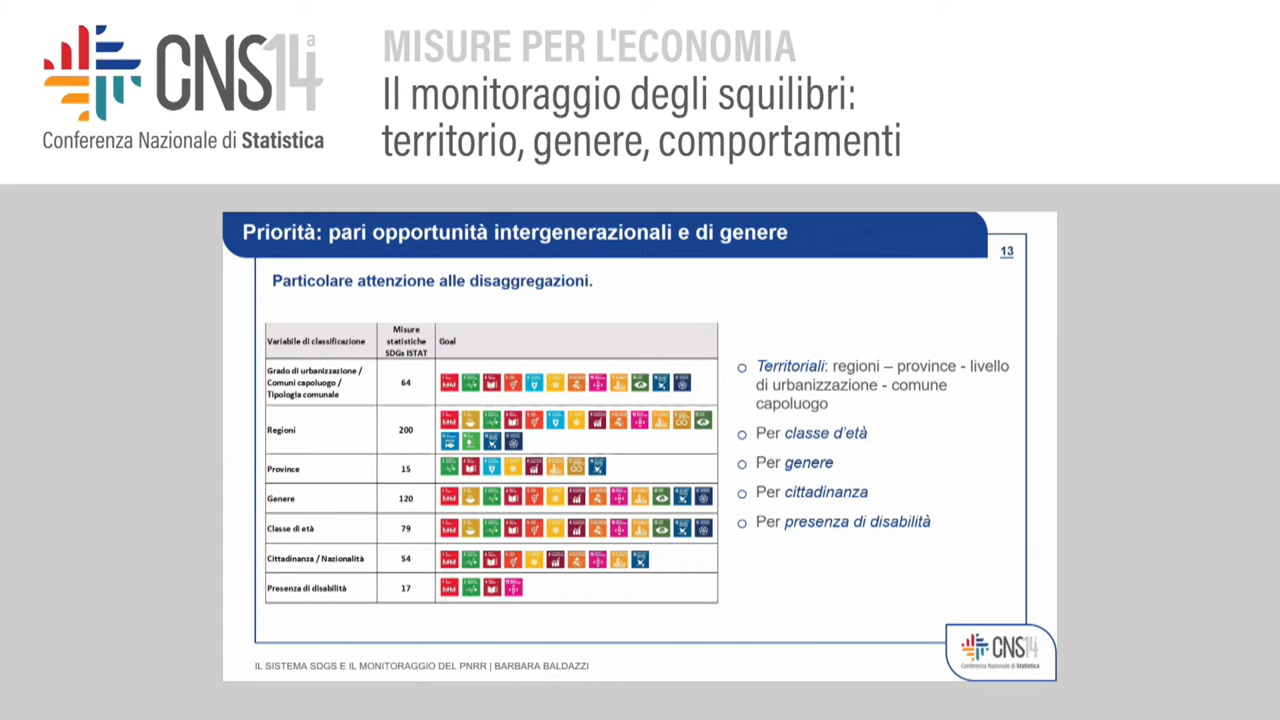 CNS14ª
Conferenza Nazionale di Statistica
MISURE PER L'ECONOMIA
Il monitoraggio degli squilibri:
territorio, genere, comportamenti
Priorità: pari opportunità intergenerazionali e di genere
13
Particolare attenzione alle disaggregazioni.
Variabile di classificazione
Misure
statistiche
SDGs ISTAT
Goal
Grado di urbanizzazione /
Comuni capoluogo /
Tipologia comunale
64
Regioni
200
Province
15
Genere
120
Classe di età
79
Cittadinanza / Nazionalità
54
Presenza di disabilità
17
Territoriali: regioni – province - livello
di urbanizzazione - comune
capoluogo
Per classe d'età
Per genere
Per cittadinanza
Per presenza di disabilità
IL SISTEMA SDGS E IL MONITORAGGIO DEL PNRR | BARBARA BALDAZZI
CNS14
Conferenza Nazionale di Statistica